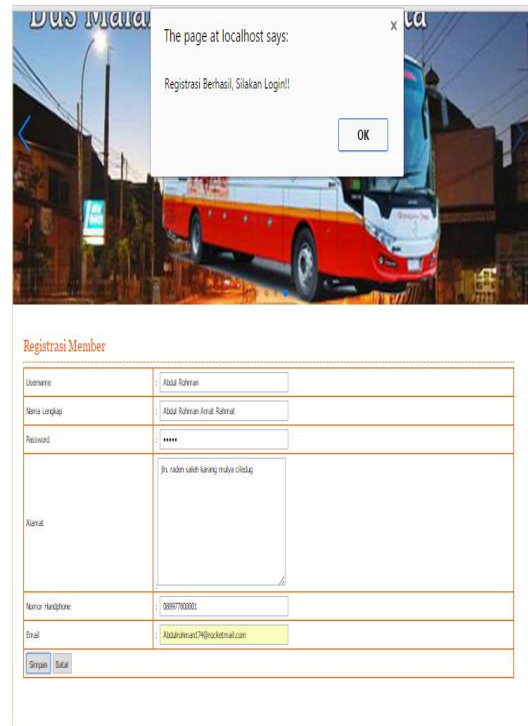 The page at localhost says:
x
Registrasi Berhasil, Silakan Login!!
OK
Registrasi Member
Username : Abdul Rohman
Nama Lengkap : Abdul Rohman Amat Rahmat
Password : •••••
Alamat : Jln. raden saleh karang mulya ciledug
Nomor Handphone : 088977800001
Email : Abdulrohman174@rocketmail.com
Simpan Batal